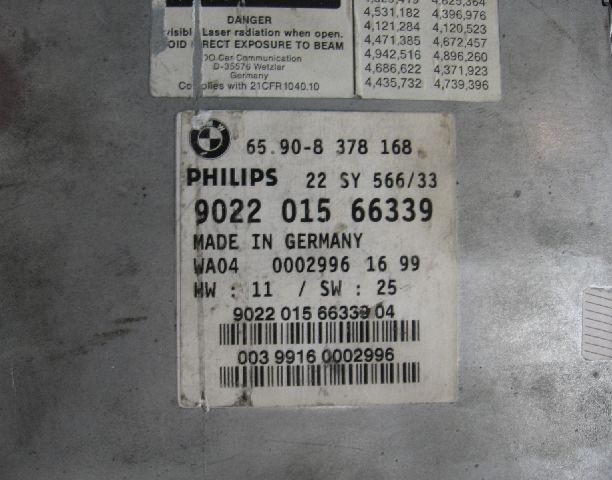 DANGER
Laser radiation when open.
DIRECT EXPOSURE TO BEAM
Car Communication
D-35576 Wetzlar
Germany
Complies with 21CFR1040.10
4,625,364
4,531,182 4,396,976
4,121,284 4,120,523
4,471,385 4,672,457
4,942,516 4,896,260
4,686,622 4,371,923
4,435,732 4,739,396
65.90-8 378 168
PHILIPS 22 SY 566/33
9022 015 66339
MADE IN GERMANY
WA04 0002996 16 99
HW : 11 / SW : 25
9022 015 66339 04
003 9916 0002996